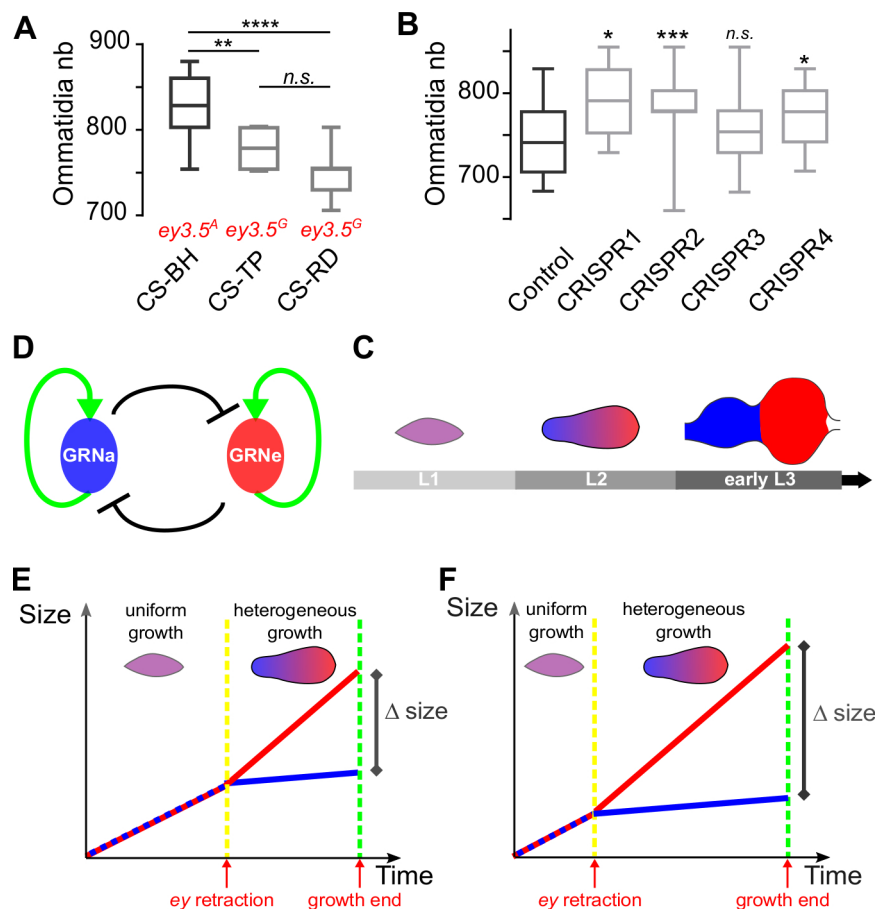 A
Ommatidia nb
900
800
700
****
**
n.s.
ey3.5A ey3.5G ey3.5G
CS-BH
CS-TP
CS-RD
B
Ommatidia nb
800
700
* *** n.s. *
Control
CRISPR1
CRISPR2
CRISPR3
CRISPR4
D
GRNa GRNe
C
L1 L2 early L3
E
Size
uniform growth
heterogeneous growth
Δ size
Time
ey retraction growth end
F
Size
uniform growth
heterogeneous growth
Δ size
Time
ey retraction growth end